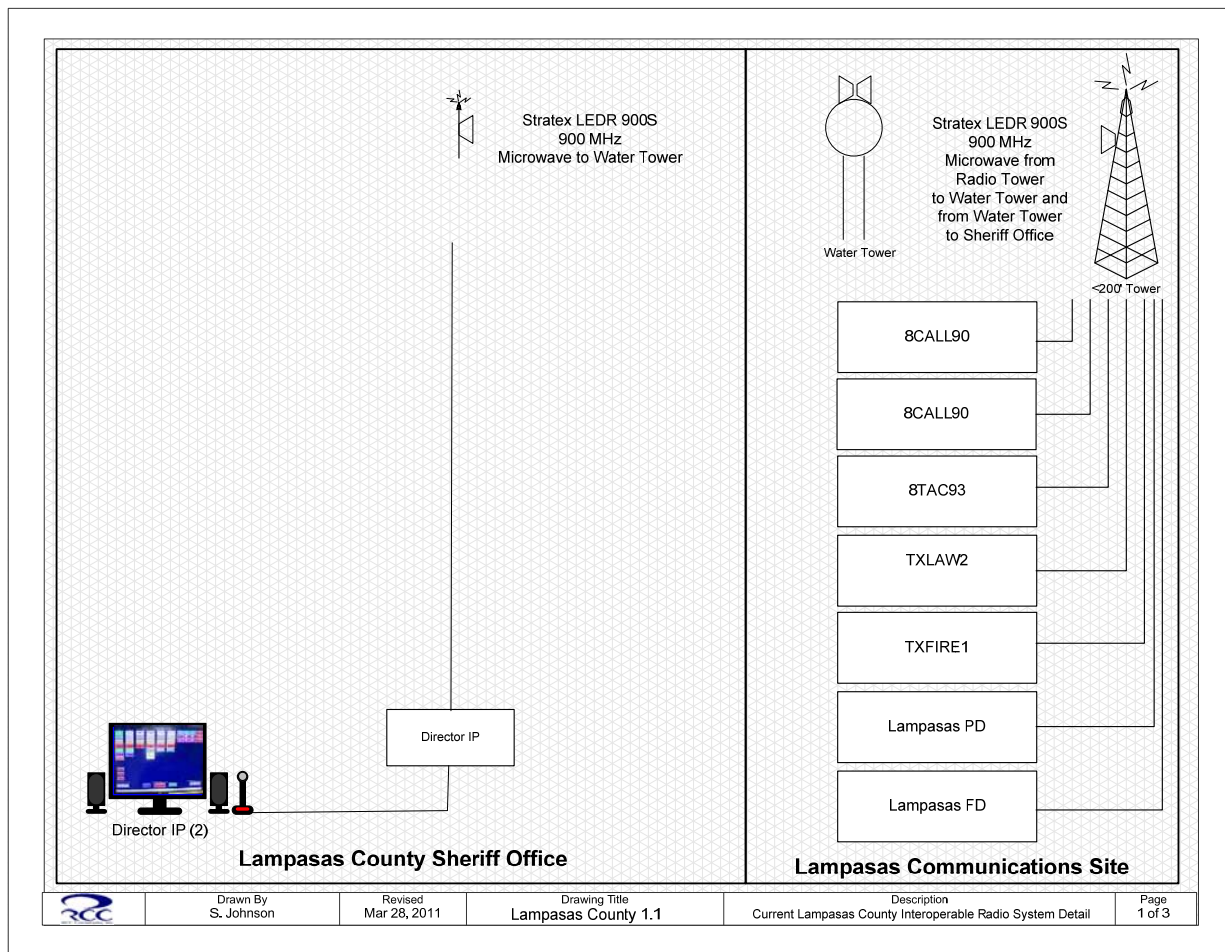 Stratex LEDR 900S
900 MHz
Microwave to Water Tower
Director IP
Director IP (2)
Lampasas County Sheriff Office
Stratex LEDR 900S
900 MHz
Microwave from
Radio Tower
to Water Tower and
from Water Tower
to Sheriff Office
Water Tower
<200' Tower
8CALL90
8CALL90
8TAC93
TXLAW2
TXFIRE1
Lampasas PD
Lampasas FD
Lampasas Communications Site
RCC
Drawn By
S. Johnson
Revised
Mar 28, 2011
Drawing Title
Lampasas County 1.1
Description
Current Lampasas County Interoperable Radio System Detail
Page
1 of 3